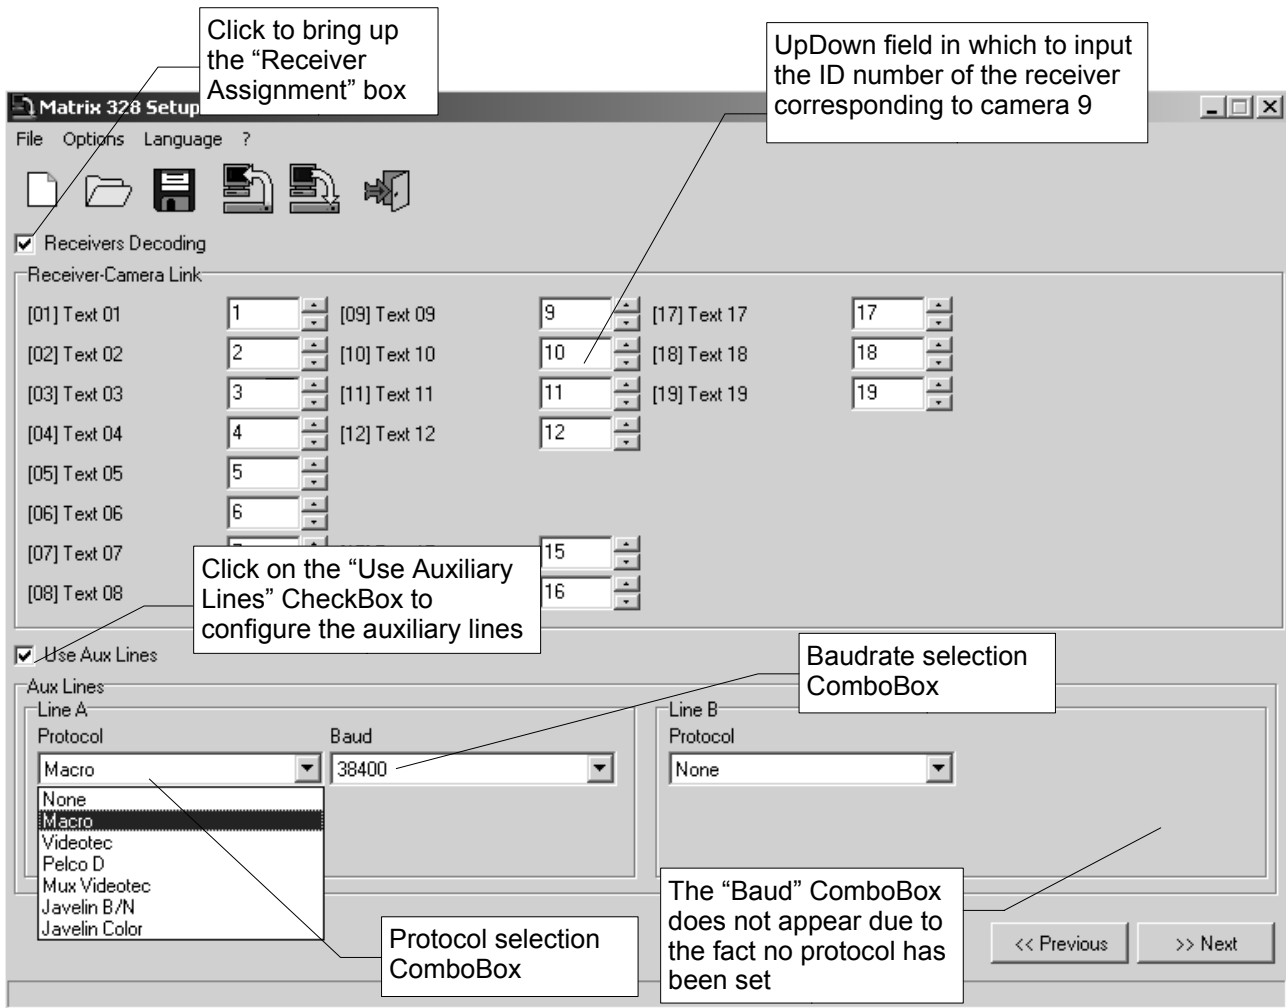 Click to bring up
the “Receiver
Assignment” box
UpDown field in which to input
the ID number of the receiver
corresponding to camera 9
Matrix 328 Setup
File Options Language ?
Receivers Decoding
Receiver-Camera Link
[01] Text 01 1 [09] Text 09 9 [17] Text 17 17
[02] Text 02 2 [10] Text 10 10 [18] Text 18 18
[03] Text 03 3 [11] Text 11 11 [19] Text 19 19
[04] Text 04 4 [12] Text 12 12
[05] Text 05 5
[06] Text 06 6
[07] Text 07 15
[08] Text 08 16
Click on the “Use Auxiliary
Lines” CheckBox to
configure the auxiliary lines
Use Aux Lines
Baudrate selection
ComboBox
Aux Lines
Line A
Protocol Baud
Macro 38400
None
Macro
Videotec
Pelco D
Mux Videotec
Javelin B/N
Javelin Color
Line B
Protocol
None
Protocol selection
ComboBox
The “Baud” ComboBox
does not appear due to
the fact no protocol has
been set
<< Previous >> Next